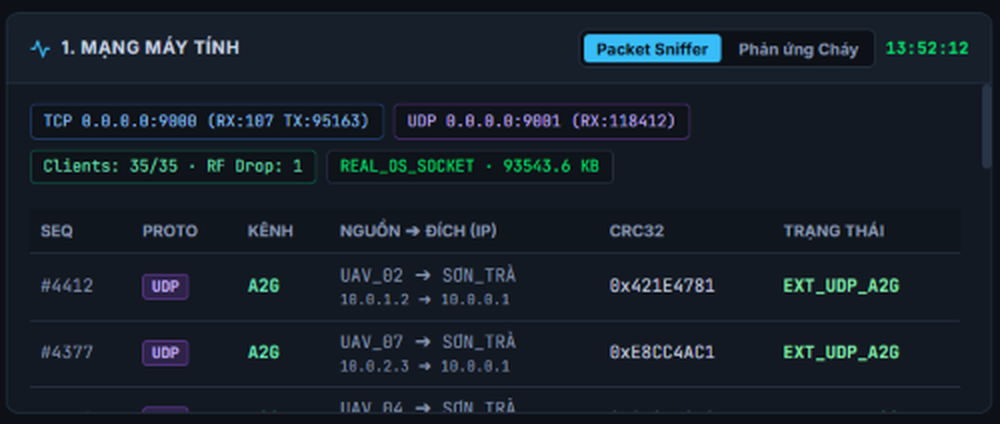 1. MẠNG MÁY TÍNH
Packet Sniffer
Phản ứng Cháy
13:52:12
TCP 0.0.0.0:9000 (RX:107 TX:95163)
UDP 0.0.0.0:9001 (RX:118412)
Clients: 35/35 · RF Drop: 1
REAL_OS_SOCKET · 93543.6 KB
SEQ PROTO KÊNH NGUỒN ➔ ĐÍCH (IP) CRC32 TRẠNG THÁI
#4412 UDP A2G UAV_02 ➔ SƠN_TRÀ 0x421E4781 EXT_UDP_A2G
10.0.1.2 ➔ 10.0.0.1
#4377 UDP A2G UAV_07 ➔ SƠN_TRÀ 0xE8CC4AC1 EXT_UDP_A2G
10.0.2.3 ➔ 10.0.0.1
UAV_04 ➔ SƠN_TRÀ